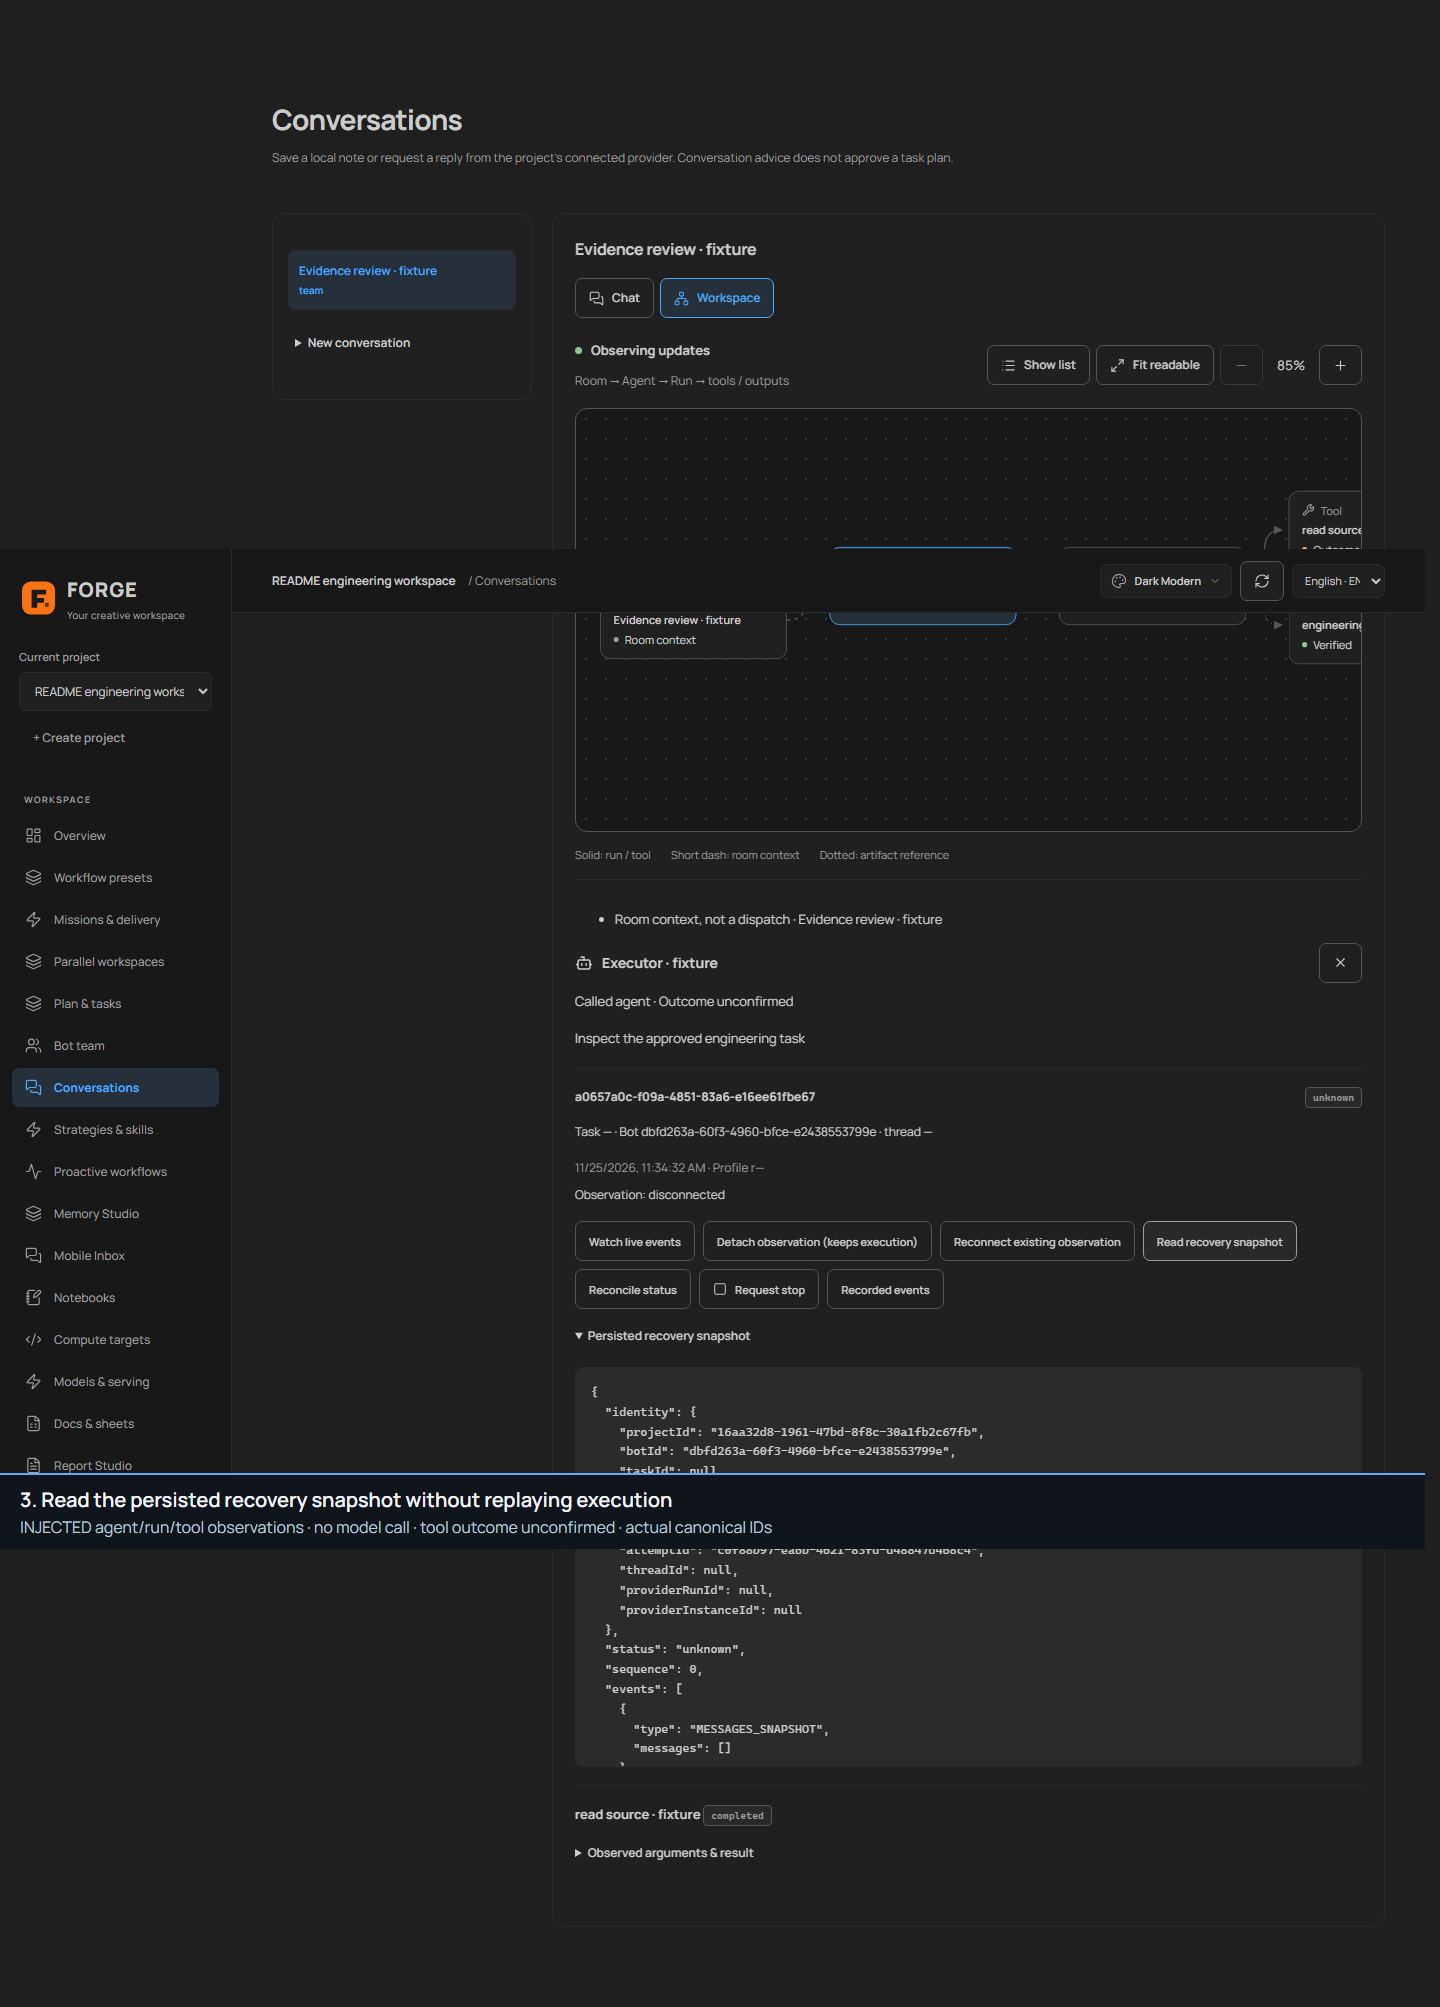 Conversations
Save a local note or request a reply from the project's connected provider. Conversation advice does not approve a task plan.
Evidence review · fixture
team
New conversation
Evidence review · fixture
Chat
Workspace
Observing updates
Room → Agent → Run → tools / outputs
Show list
Fit readable
85%
Tool
read source
FORGE
Your creative workspace
README engineering workspace / Conversations
Dark Modern
English · EN
Evidence review · fixture
Room context
engineering
Verified
Current project
README engineering works
+ Create project
WORKSPACE
Overview
Workflow presets
Missions & delivery
Parallel workspaces
Plan & tasks
Bot team
Conversations
Strategies & skills
Proactive workflows
Memory Studio
Mobile Inbox
Notebooks
Compute targets
Models & serving
Docs & sheets
Report Studio
Solid: run / tool Short dash: room context Dotted: artifact reference
Room context, not a dispatch · Evidence review · fixture
Executor · fixture
Called agent · Outcome unconfirmed
Inspect the approved engineering task
a0657a0c-f09a-4851-83a6-e16ee61fbe67 unknown
Task — · Bot dbfd263a-60f3-4960-bfce-e2438553799e · thread —
11/25/2026, 11:34:32 AM · Profile r—
Observation: disconnected
Watch live events
Detach observation (keeps execution)
Reconnect existing observation
Read recovery snapshot
Reconcile status
Request stop
Recorded events
Persisted recovery snapshot
{
"identity": {
"projectId": "16aa32d8-1961-47bd-8f8c-30a1fb2c67fb",
"botId": "dbfd263a-60f3-4960-bfce-e2438553799e",
"taskId": null
3. Read the persisted recovery snapshot without replaying execution
INJECTED agent/run/tool observations · no model call · tool outcome unconfirmed · actual canonical IDs
"threadId": null,
"providerRunId": null,
"providerInstanceId": null
},
"status": "unknown",
"sequence": 0,
"events": [
{
"type": "MESSAGES_SNAPSHOT",
"messages": []
read source · fixture completed
Observed arguments & result